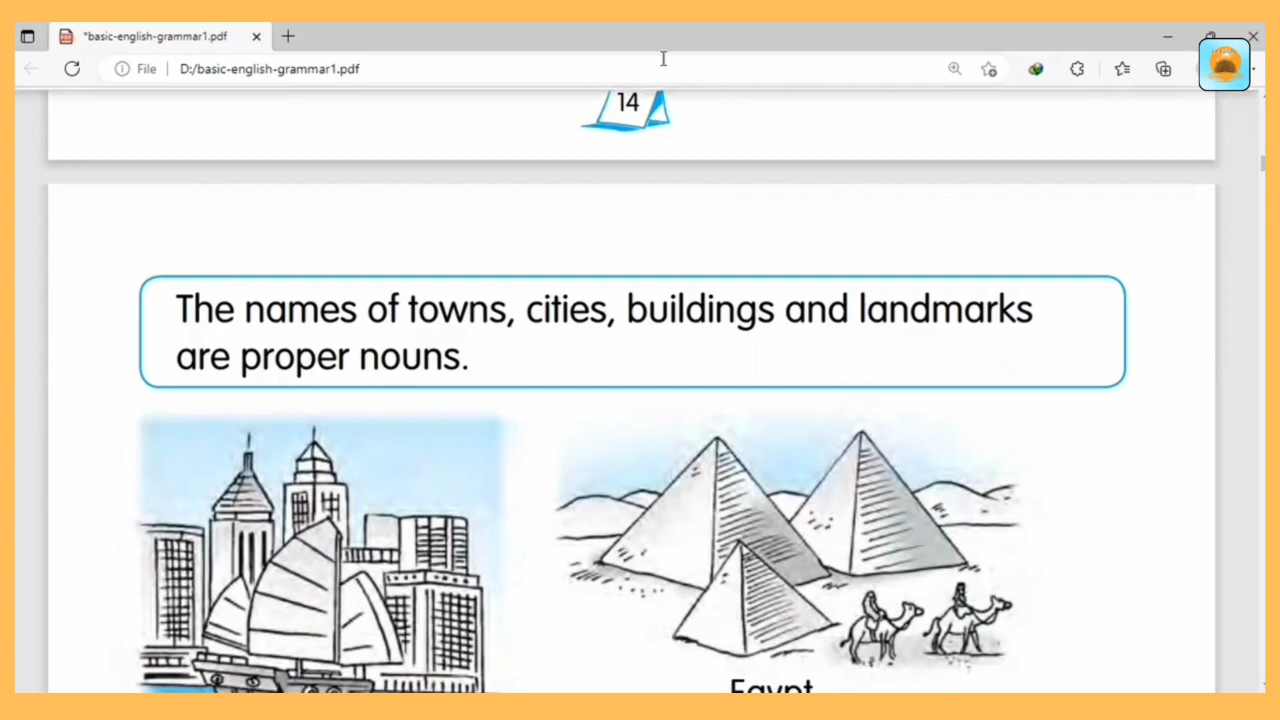 *basic-english-grammar1.pdf
File
D:/basic-english-grammar1.pdf
14
The names of towns, cities, buildings and landmarks
are proper nouns.
Egypt